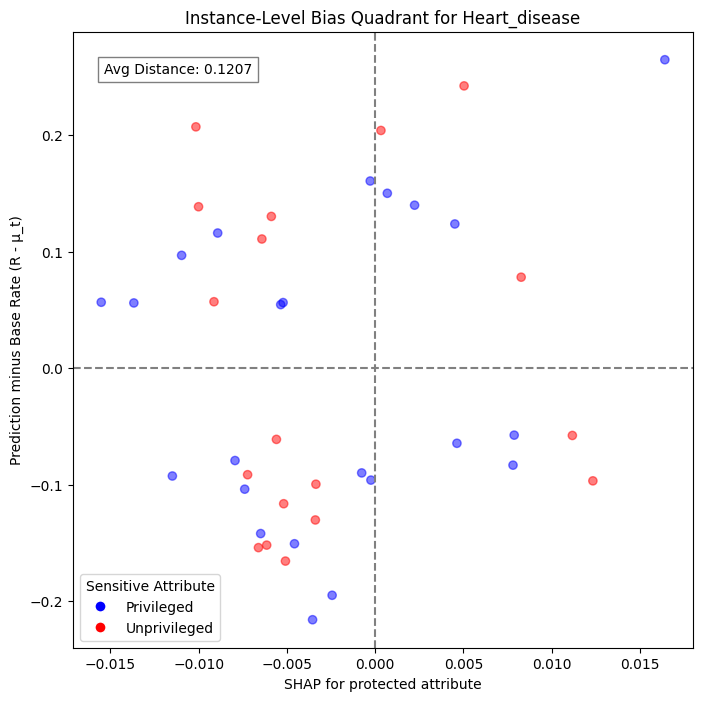 Instance-Level Bias Quadrant for Heart_disease
Avg Distance: 0.1207
Prediction minus Base Rate (R - μ_t)
0.2
0.1
0.0
−0.1
−0.2
Sensitive Attribute
Privileged
Unprivileged
−0.015
−0.010
−0.005
0.000
0.005
0.010
0.015
SHAP for protected attribute